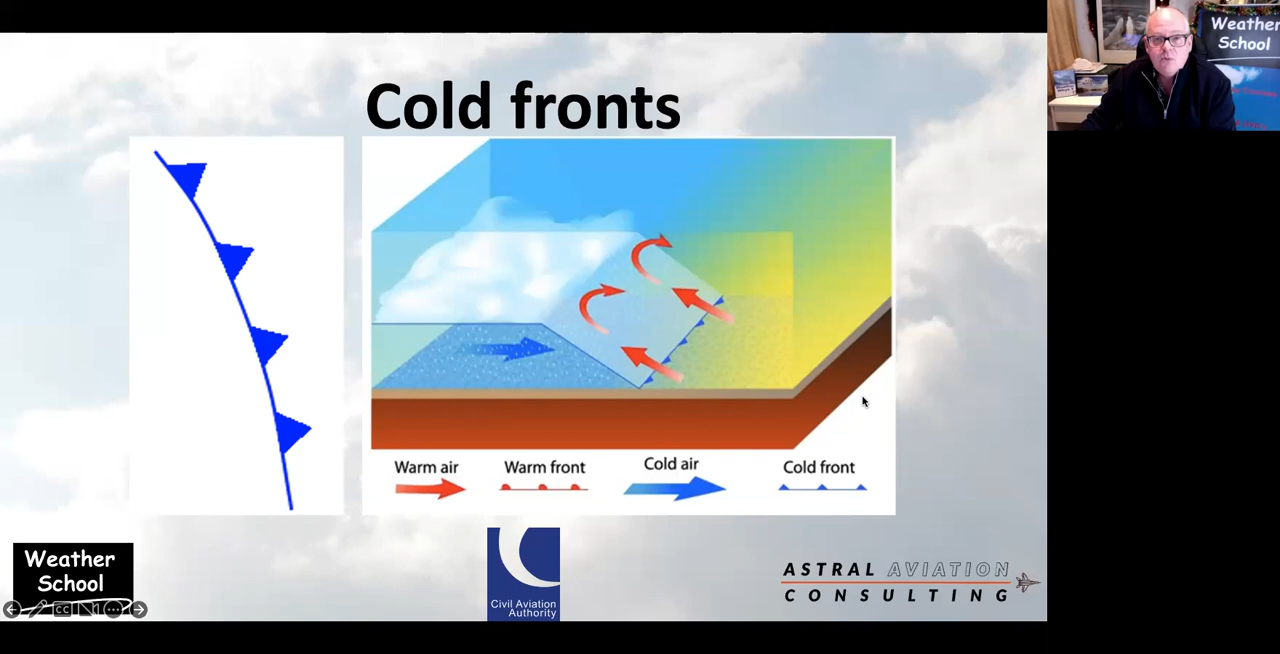 Cold fronts
Warm air
Warm front
Cold air
Cold front
Weather
School
Civil Aviation
Authority
ASTRAL AVIATION
CONSULTING
CC
Weather
School